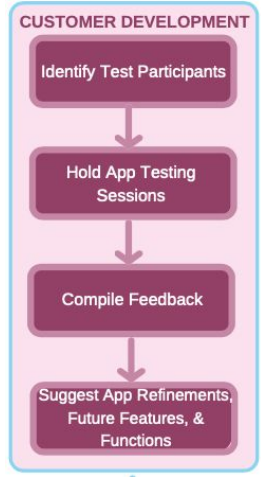 CUSTOMER DEVELOPMENT
Identify Test Participants
Hold App Testing
Sessions
Compile Feedback
Suggest App Refinements,
Future Features, &
Functions